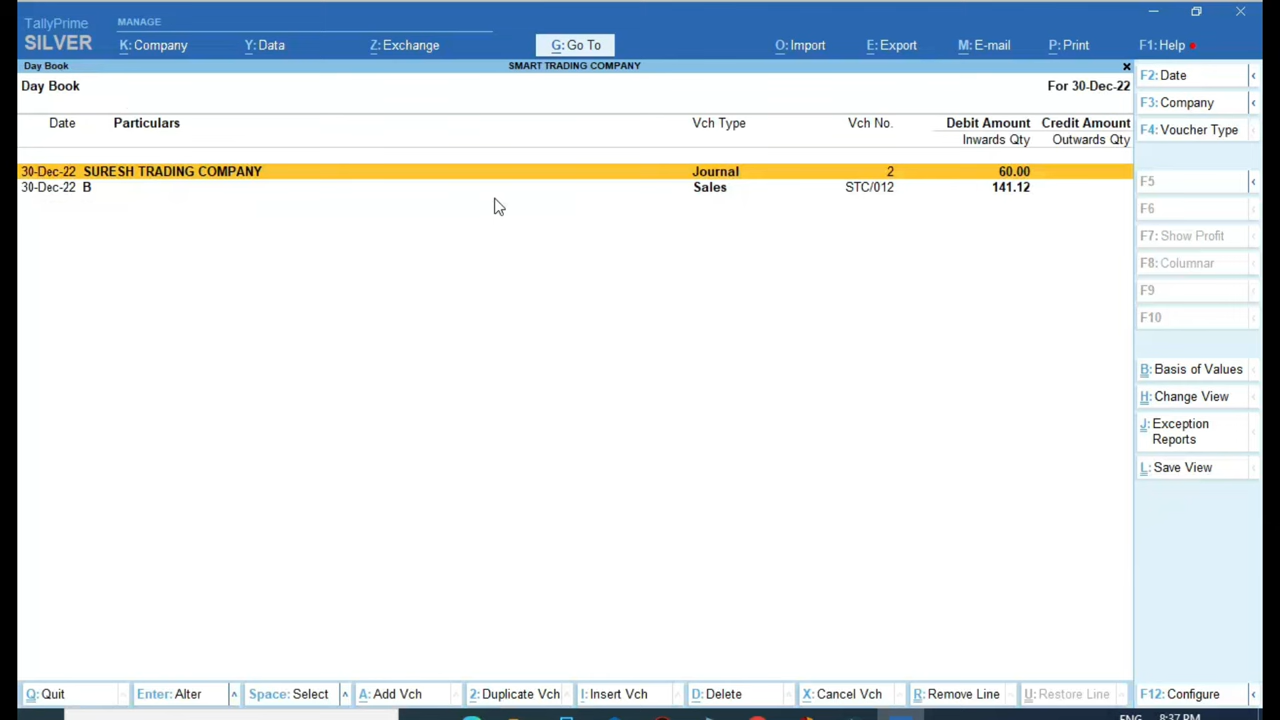 TallyPrime
SILVER
MANAGE
K: Company Y: Data Z: Exchange G: Go To O: Import E: Export M: E-mail P: Print F1: Help
Day Book SMART TRADING COMPANY
Day Book For 30-Dec-22
Date Particulars Vch Type Vch No. Debit Amount Credit Amount
Inwards Qty Outwards Qty
30-Dec-22 SURESH TRADING COMPANY Journal 2 60.00
30-Dec-22 B Sales STC/012 141.12
F2: Date
F3: Company
F4: Voucher Type
F5
F6
F7: Show Profit
F8: Columnar
F9
F10
B: Basis of Values
H: Change View
J: Exception
Reports
L: Save View
Q: Quit Enter: Alter Space: Select A: Add Vch 2: Duplicate Vch I: Insert Vch D: Delete X: Cancel Vch R: Remove Line U: Restore Line F12: Configure
ENG 8:37 PM